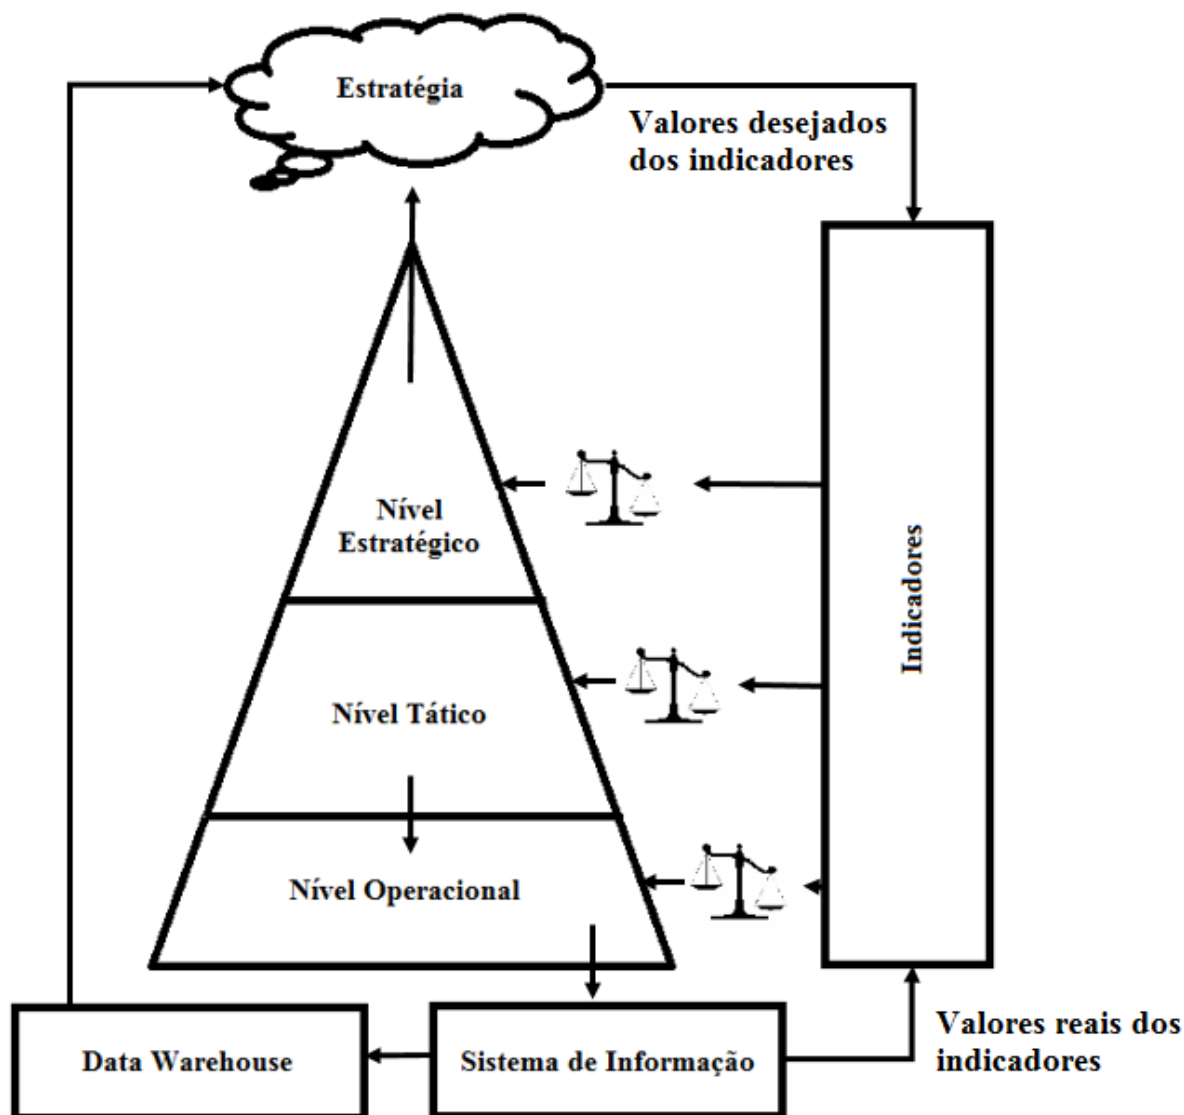 Estratégia
Valores desejados
dos indicadores
Nível
Estratégico
Indicadores
Nível Tático
Nível Operacional
Data Warehouse
Sistema de Informação
Valores reais dos
indicadores